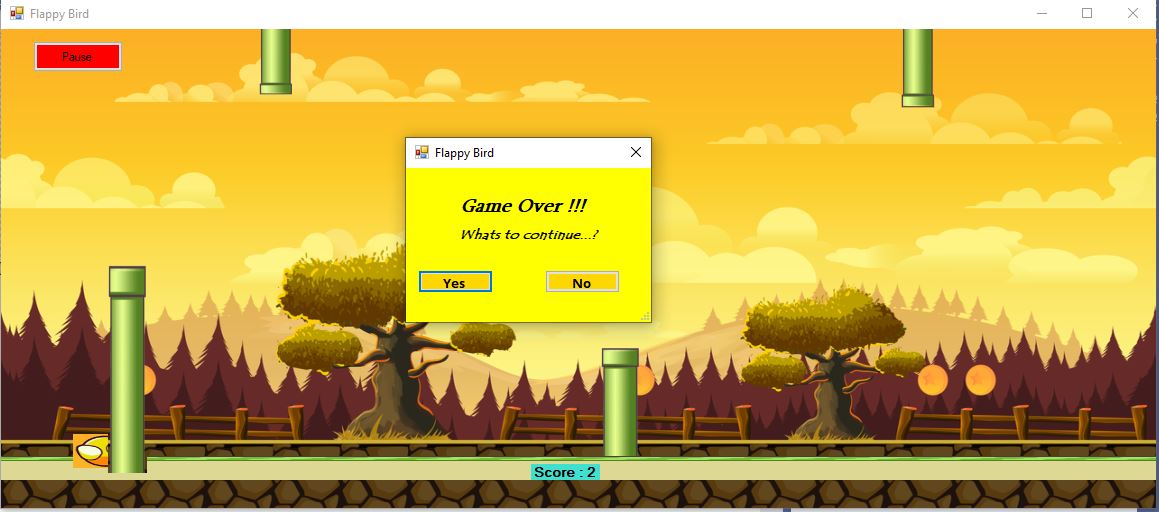 Flappy Bird
Pause
Flappy Bird
Game Over !!!
Whats to continue...?
Yes
No
Score : 2